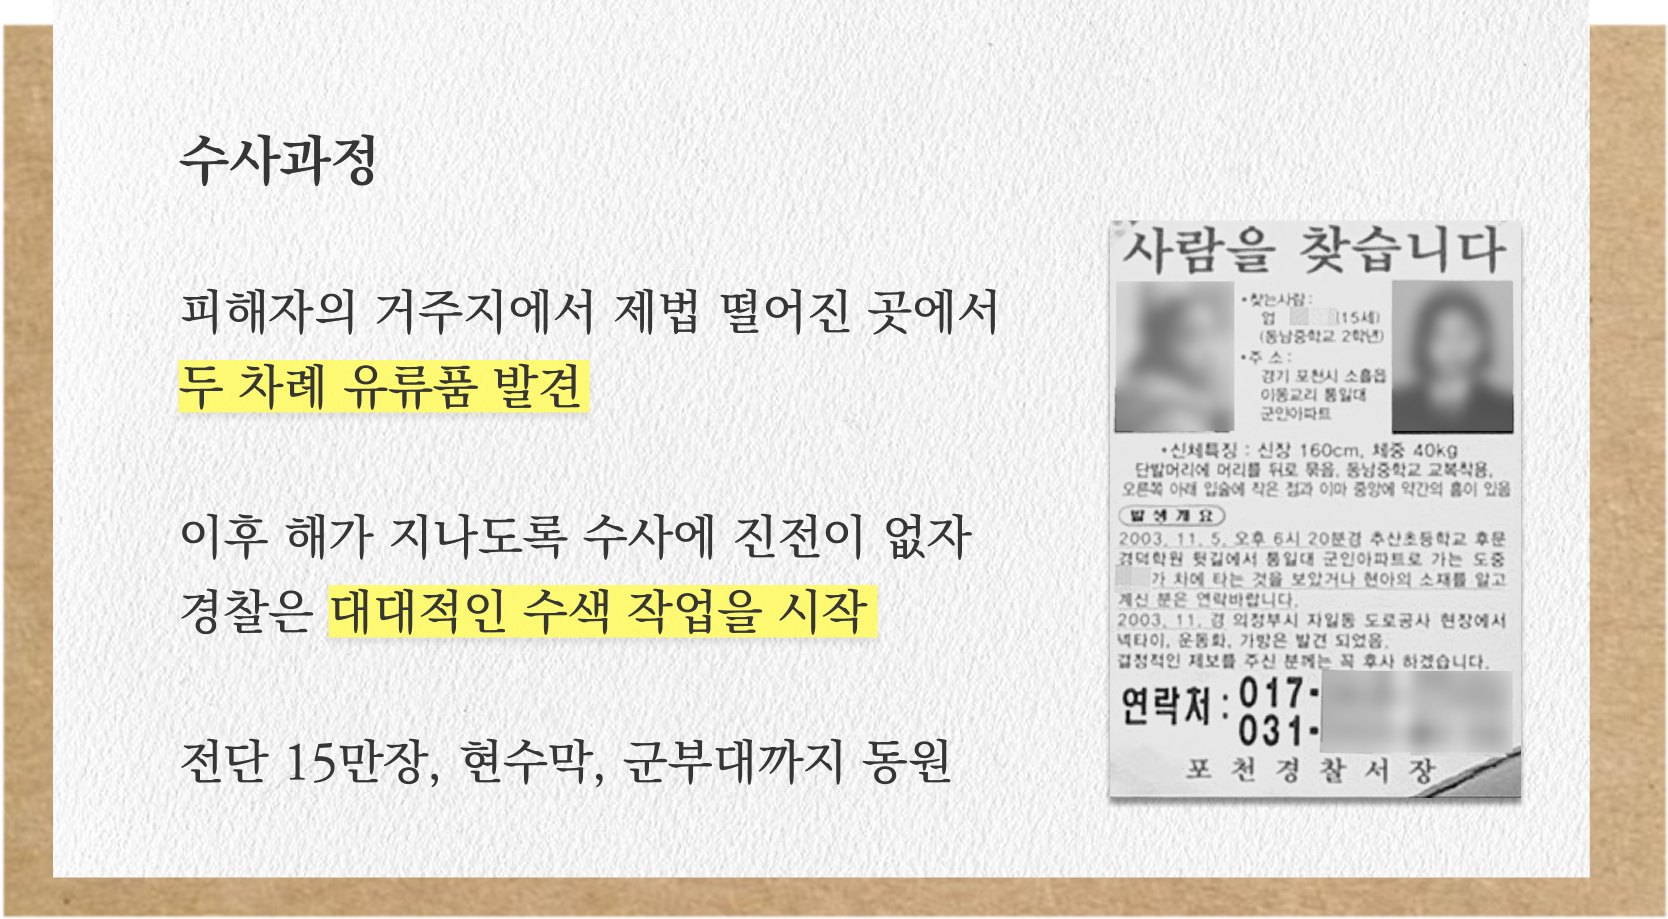 수사과정
피해자의 거주지에서 제법 떨어진 곳에서
두 차례 유류품 발견
이후 해가 지나도록 수사에 진전이 없자
경찰은 대대적인 수색 작업을 시작
전단 15만장, 현수막, 군부대까지 동원
사람을 찾습니다
•찾는사람:
엄 (15세)
(동남중학교 2학년)
•주 소:
경기 포천시 소흘읍
이동교리 통일대
군인아파트
•신체특징 : 신장 160cm, 체중 40kg
단발머리에 머리를 뒤로 묶음, 동남중학교 교복착용,
오른쪽 아래 입술에 작은 점과 이마 중앙에 약간의 흠이 있음
발생개요
2003. 11. 5. 오후 6시 20분경 추산초등학교 후문
경덕학원 뒷길에서 통일대 군인아파트로 가는 도중
가 차에 타는 것을 보았거나 현아의 소재를 알고
계신 분은 연락바랍니다.
2003. 11. 경 의정부시 자일동 도로공사 현장에서
넥타이, 운동화, 가방은 발견 되었음.
결정적인 제보를 주신 분께는 꼭 후사 하겠습니다.
연락처 : 017-
031-
포천경찰서장